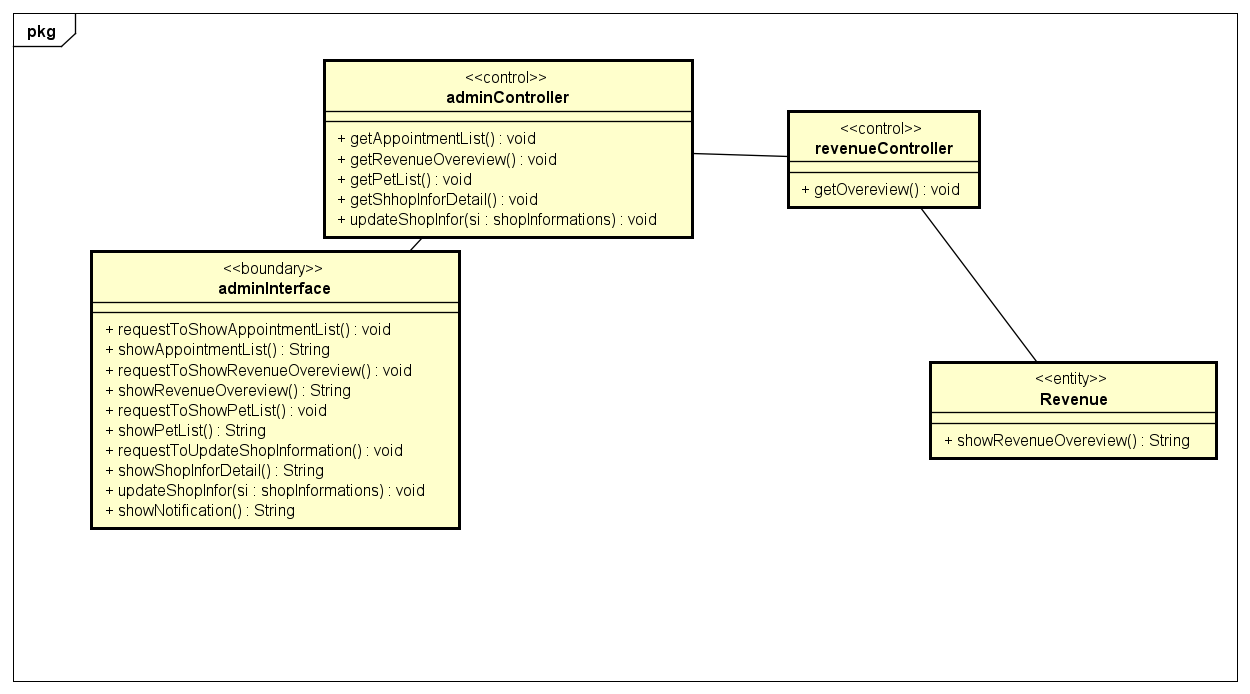 pkg
<<control>>
adminController
+ getAppointmentList() : void
+ getRevenueOvereview() : void
+ getPetList() : void
+ getShhopInforDetail() : void
+ updateShopInfor(si : shopInformations) : void
<<control>>
revenueController
+ getOvereview() : void
<<boundary>>
adminInterface
+ requestToShowAppointmentList() : void
+ showAppointmentList() : String
+ requestToShowRevenueOvereview() : void
+ showRevenueOvereview() : String
+ requestToShowPetList() : void
+ showPetList() : String
+ requestToUpdateShopInformation() : void
+ showShopInforDetail() : String
+ updateShopInfor(si : shopInformations) : void
+ showNotification() : String
<<entity>>
Revenue
+ showRevenueOvereview() : String